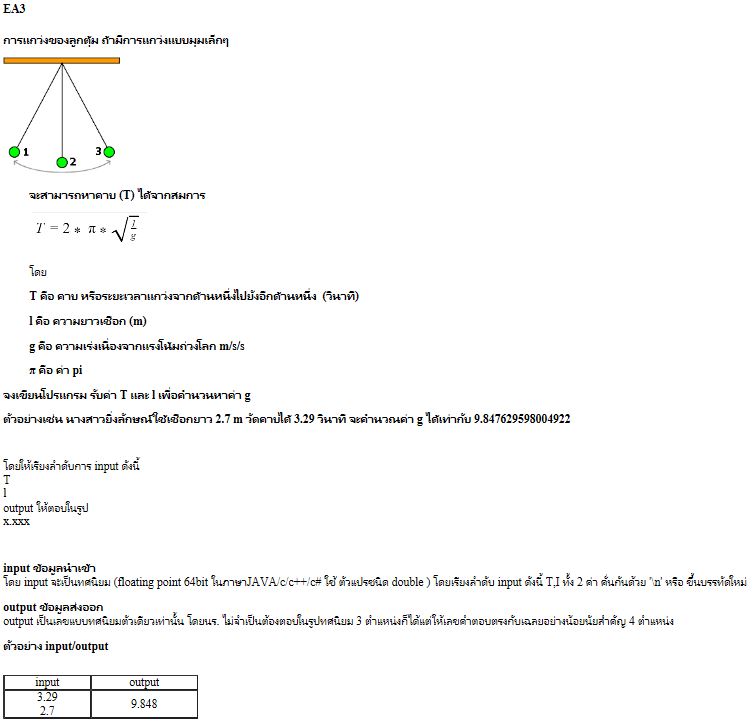 EA3
การแกว่งของลูกตุ้ม ถ้ามีการแกว่งแบบมุมเล็กๆ
1
2
3
จะสามารถหาคาบ (T) ได้จากสมการ
T = 2 * π * √(l/g)
โดย
T คือ คาบ หรือระยะเวลาแกว่งจากด้านหนึ่งไปยังอีกด้านหนึ่ง (วินาที)
l คือ ความยาวเชือก (m)
g คือ ความเร่งเนื่องจากแรงโน้มถ่วงโลก m/s/s
π คือ ค่า pi
จงเขียนโปรแกรม รับค่า T และ l เพื่อคำนวนหาค่า g
ตัวอย่างเช่น นางสาวยิ่งลักษณ์ใช้เชือกยาว 2.7 m วัดคาบได้ 3.29 วินาที จะคำนวณค่า g ได้เท่ากับ 9.847629598004922
โดยให้เรียงลำดับการ input ดังนี้
T
l
output ให้ตอบในรูป
x.xxx
input ข้อมูลนำเข้า
โดย input จะเป็นทศนิยม (floating point 64bit ในภาษาJAVA/c/c++/c# ใช้ ตัวแปรชนิด double ) โดยเรียงลำดับ input ดังนี้ T,l ทั้ง 2 ค่า คั่นกันด้วย '\n' หรือ ขึ้นบรรทัดใหม่
output ข้อมูลส่งออก
output เป็นเลขแบบทศนิยมตัวเดียวเท่านั้น โดยนร. ไม่จำเป็นต้องตอบในรูปทศนิยม 3 ตำแหน่งก็ได้แต่ให้เลขคำตอบตรงกับเฉลยอย่างน้อยนัยสำคัญ 4 ตำแหน่ง
ตัวอย่าง input/output
input output
3.29
2.7
9.848